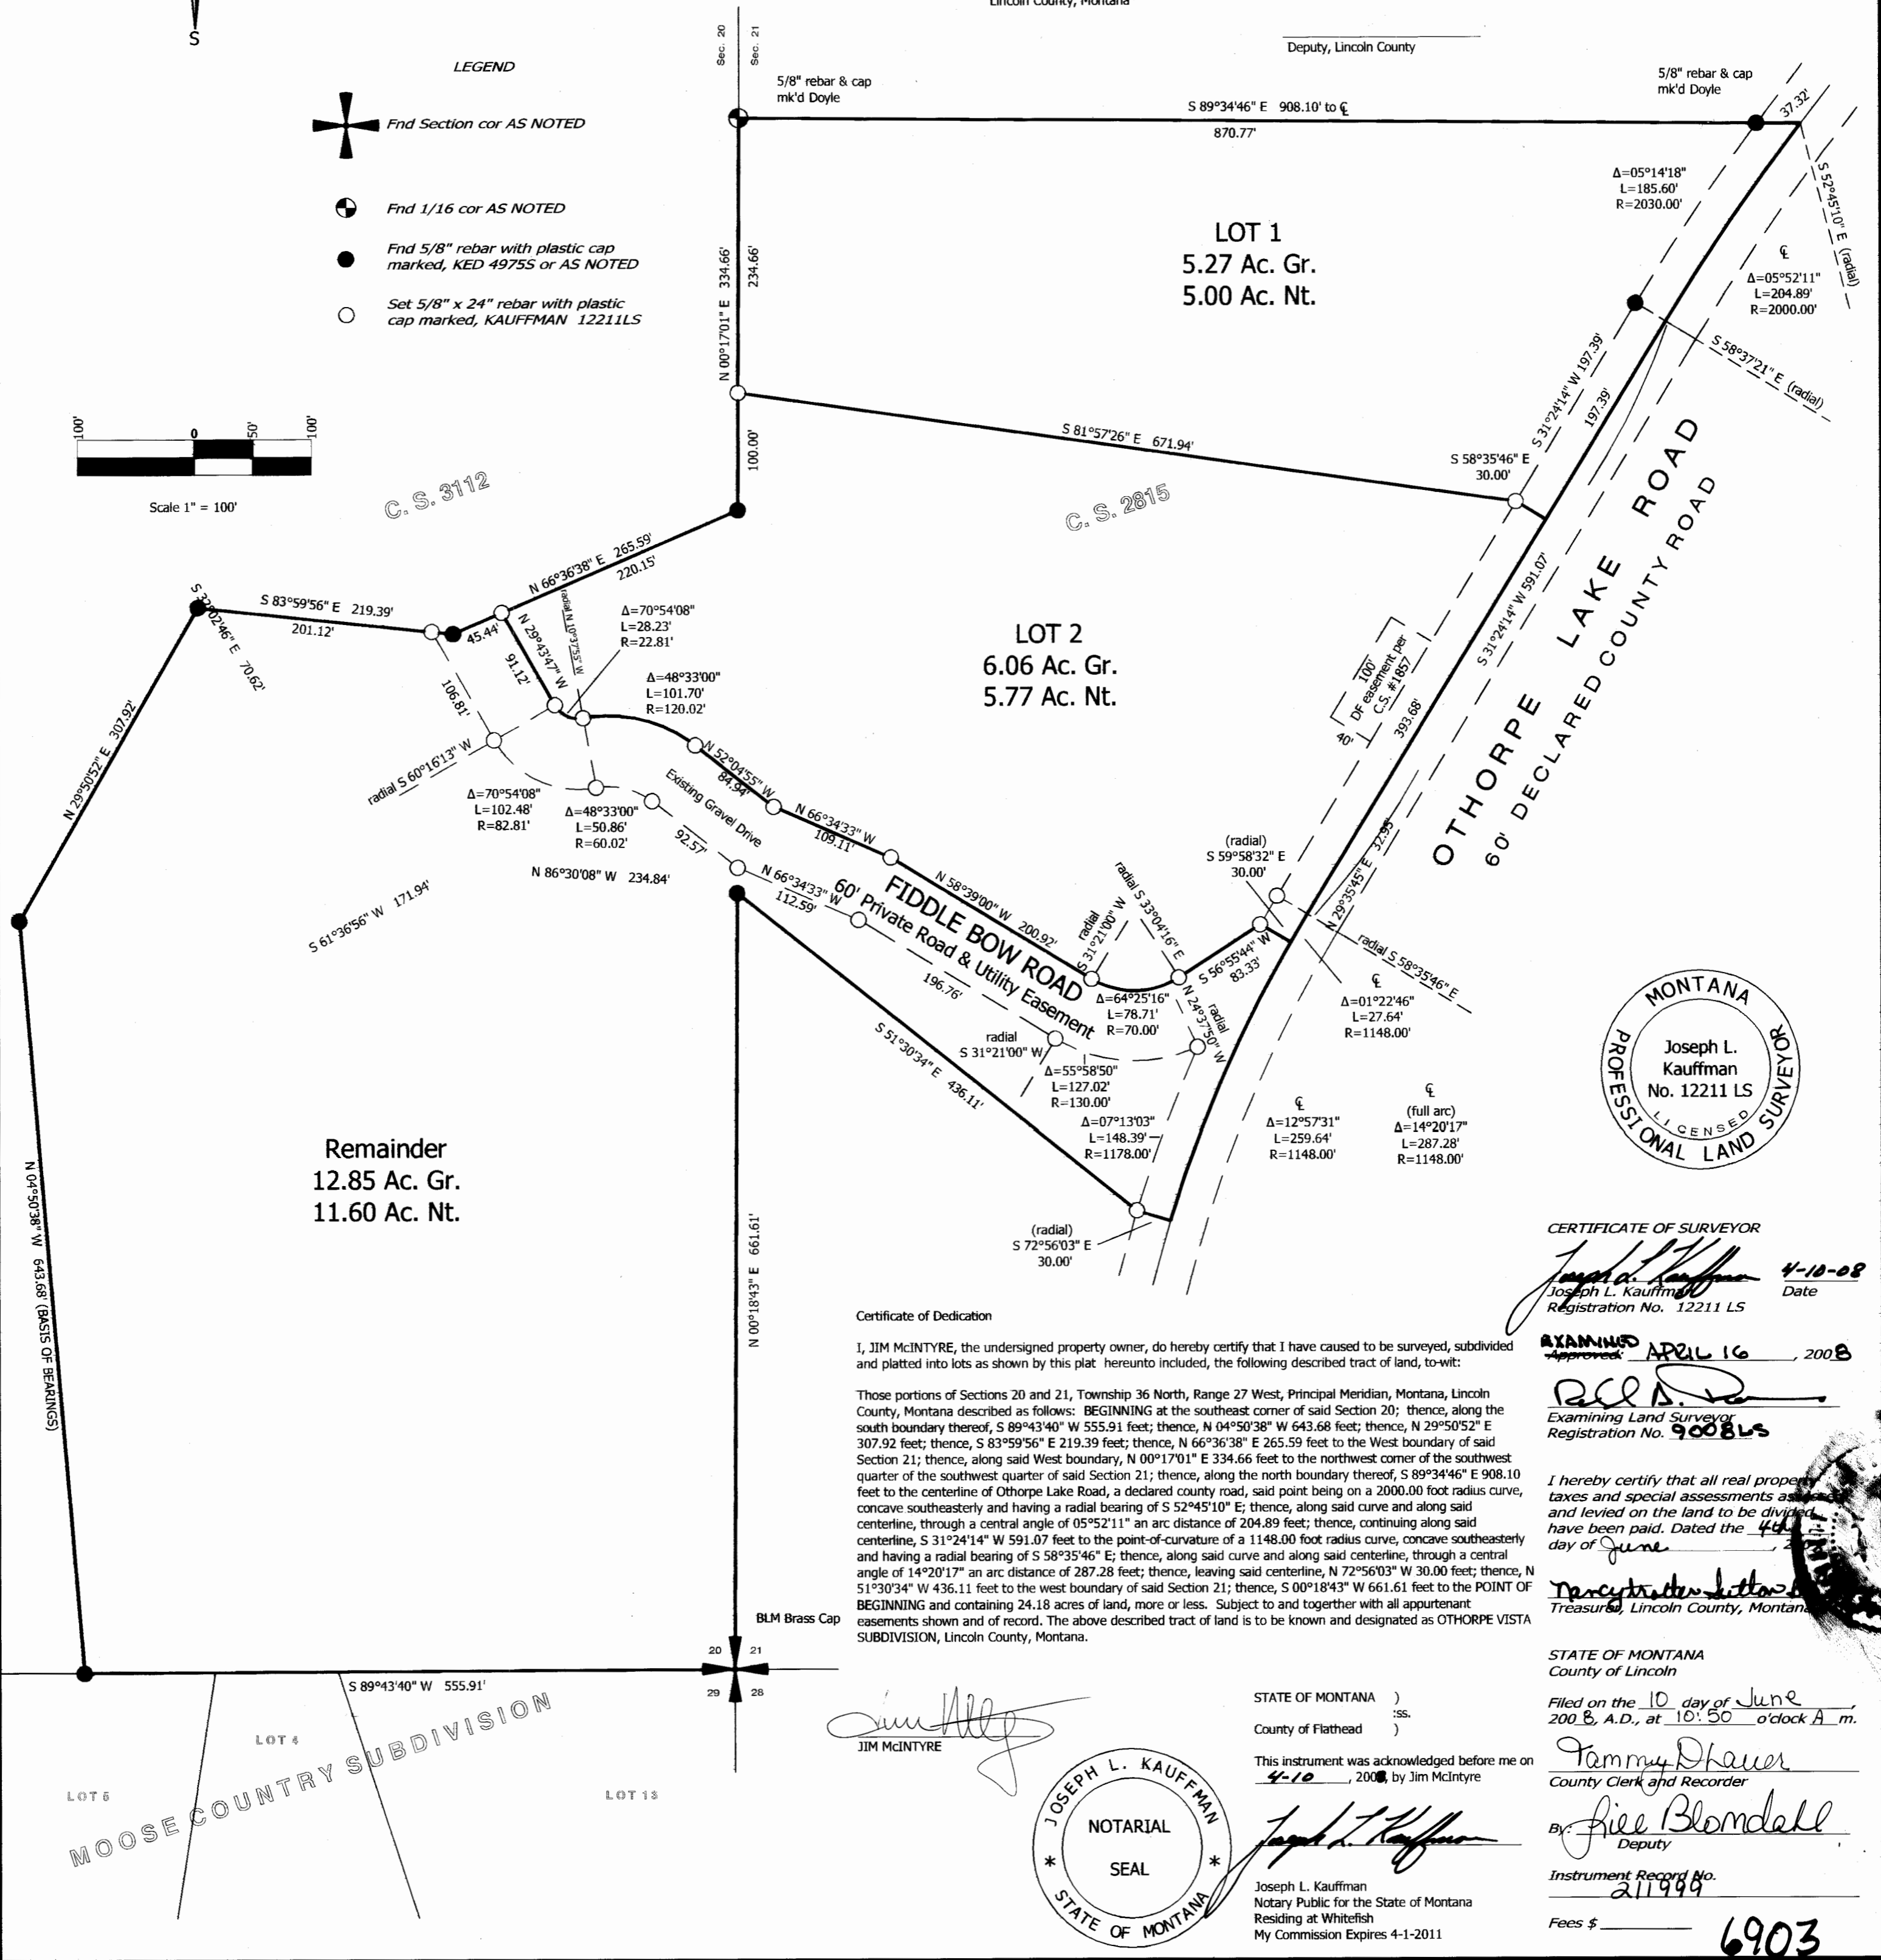 Lincoln County, Montana
Deputy, Lincoln County
S
LEGEND
Fnd Section cor AS NOTED
Fnd 1/16 cor AS NOTED
Fnd 5/8" rebar with plastic cap
marked, KED 4975S or AS NOTED
Set 5/8" x 24" rebar with plastic
cap marked, KAUFFMAN 12211LS
100'
0
50'
100'
Scale 1" = 100'
Sec. 20
Sec. 21
5/8" rebar & cap
mk'd Doyle
S 89°34'46" E 908.10' to ℄
870.77'
5/8" rebar & cap
mk'd Doyle
37.32'
S 52°45'10" E (radial)
Δ=05°14'18"
L=185.60'
R=2030.00'
℄
Δ=05°52'11"
L=204.89'
R=2000.00'
LOT 1
5.27 Ac. Gr.
5.00 Ac. Nt.
N 00°17'01" E 334.66'
234.66'
100.00'
S 58°37'21" E (radial)
S 31°24'14" W 197.39'
197.39'
S 81°57'26" E 671.94'
S 58°35'46" E
30.00'
C. S. 3112
C. S. 2815
N 66°36'38" E 265.59'
220.15'
45.44'
S 83°59'56" E 219.39'
201.12'
S 32°02'46" E 70.62'
N 29°43'47" W
91.12'
radial N 10°37'55" W
Δ=70°54'08"
L=28.23'
R=22.81'
Δ=48°33'00"
L=101.70'
R=120.02'
106.81'
radial S 60°16'13" W
Δ=70°54'08"
L=102.48'
R=82.81'
Δ=48°33'00"
L=50.86'
R=60.02'
N 52°04'55" W
84.94'
Existing Gravel Drive
92.57'
N 66°34'33" W
109.11'
N 66°34'33" W
112.59'
N 86°30'08" W 234.84'
S 61°36'56" W 171.94'
N 29°50'52" E 307.92'
LOT 2
6.06 Ac. Gr.
5.77 Ac. Nt.
100'
DF easement per
C.S. #1857
40'
S 31°24'14" W 591.07'
393.68'
OTHORPE LAKE ROAD
60' DECLARED COUNTY ROAD
N 58°39'00" W 200.92'
FIDDLE BOW ROAD
60' Private Road & Utility Easement
196.76'
radial
S 31°21'00" W
radial S 33°04'16" E
(radial)
S 59°58'32" E
30.00'
N 29°35'45" E 32.95'
S 56°55'44" W
83.33'
radial S 58°35'46" E
radial
N 24°37'50" W
Δ=64°25'16"
L=78.71'
R=70.00'
℄
Δ=01°22'46"
L=27.64'
R=1148.00'
radial
S 31°21'00" W
Δ=55°58'50"
L=127.02'
R=130.00'
S 51°30'34" E 436.11'
Δ=07°13'03"
L=148.39'
R=1178.00'
℄
Δ=12°57'31"
L=259.64'
R=1148.00'
℄
(full arc)
Δ=14°20'17"
L=287.28'
R=1148.00'
(radial)
S 72°56'03" E
30.00'
Remainder
12.85 Ac. Gr.
11.60 Ac. Nt.
N 04°50'38" W 643.68' (BASIS OF BEARINGS)
N 00°18'43" E 661.61'
BLM Brass Cap
20
21
29
28
S 89°43'40" W 555.91'
LOT 4
LOT 5
LOT 13
MOOSE COUNTRY SUBDIVISION
MONTANA
PROFESSIONAL LAND SURVEYOR
Joseph L.
Kauffman
No. 12211 LS
LICENSED
Certificate of Dedication
I, JIM McINTYRE, the undersigned property owner, do hereby certify that I have caused to be surveyed, subdivided
and platted into lots as shown by this plat hereunto included, the following described tract of land, to-wit:
Those portions of Sections 20 and 21, Township 36 North, Range 27 West, Principal Meridian, Montana, Lincoln
County, Montana described as follows: BEGINNING at the southeast corner of said Section 20; thence, along the
south boundary thereof, S 89°43'40" W 555.91 feet; thence, N 04°50'38" W 643.68 feet; thence, N 29°50'52" E
307.92 feet; thence, S 83°59'56" E 219.39 feet; thence, N 66°36'38" E 265.59 feet to the West boundary of said
Section 21; thence, along said West boundary, N 00°17'01" E 334.66 feet to the northwest corner of the southwest
quarter of the southwest quarter of said Section 21; thence, along the north boundary thereof, S 89°34'46" E 908.10
feet to the centerline of Othorpe Lake Road, a declared county road, said point being on a 2000.00 foot radius curve,
concave southeasterly and having a radial bearing of S 52°45'10" E; thence, along said curve and along said
centerline, through a central angle of 05°52'11" an arc distance of 204.89 feet; thence, continuing along said
centerline, S 31°24'14" W 591.07 feet to the point-of-curvature of a 1148.00 foot radius curve, concave southeasterly
and having a radial bearing of S 58°35'46" E; thence, along said curve and along said centerline, through a central
angle of 14°20'17" an arc distance of 287.28 feet; thence, leaving said centerline, N 72°56'03" W 30.00 feet; thence, N
51°30'34" W 436.11 feet to the west boundary of said Section 21; thence, S 00°18'43" W 661.61 feet to the POINT OF
BEGINNING and containing 24.18 acres of land, more or less. Subject to and togerther with all appurtenant
easements shown and of record. The above described tract of land is to be known and designated as OTHORPE VISTA
SUBDIVISION, Lincoln County, Montana.
JIM McINTYRE
JOSEPH L. KAUFFMAN
NOTARIAL
SEAL
* STATE OF MONTANA *
STATE OF MONTANA )
:ss.
County of Flathead )
This instrument was acknowledged before me on
4-10, 2008, by Jim McIntyre
Joseph L. Kauffman
Joseph L. Kauffman
Notary Public for the State of Montana
Residing at Whitefish
My Commission Expires 4-1-2011
CERTIFICATE OF SURVEYOR
Joseph L. Kauffman 4-10-08
Joseph L. Kauffman Date
Registration No. 12211 LS
EXAMINED
Approved: APRIL 16, 2008
Examining Land Surveyor
Registration No. 9008LS
I hereby certify that all real property
taxes and special assessments
and levied on the land to be divided
have been paid. Dated the 4th
day of June, 
Nancy Trotter Sutton
Treasurer, Lincoln County, Montana
STATE OF MONTANA
County of Lincoln
Filed on the 10 day of June,
2008, A.D., at 10:50 o'clock A m.
Tammy D Lauer
County Clerk and Recorder
By: Jill Blondell
Deputy
Instrument Record No.
211999
Fees $
6903